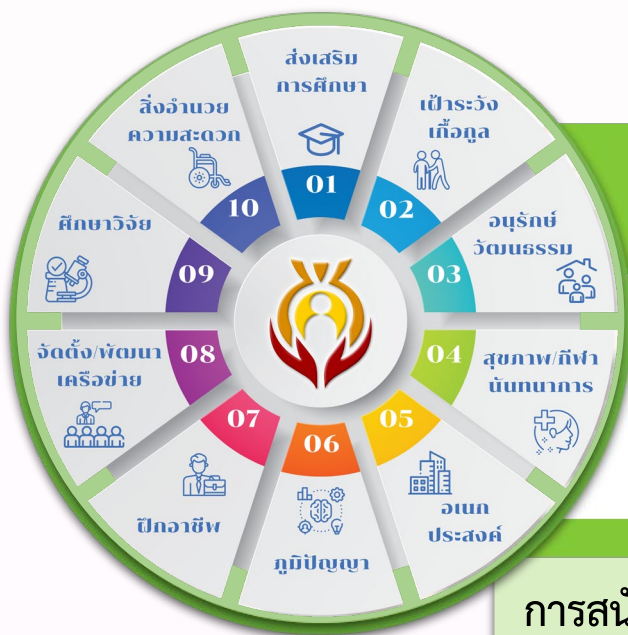 ส่งเสริม
การศึกษา
01
เฝ้าระวัง
เกื้อกูล
02
อนุรักษ์
วัฒนธรรม
03
สุขภาพ/กีฬา
นันทนาการ
04
อเนก
ประสงค์
05
ภูมิปัญญา
06
ฝึกอาชีพ
07
จัดตั้ง/พัฒนา
เครือข่าย
08
ศึกษาวิจัย
09
สิ่งอำนวย
ความสะดวก
10